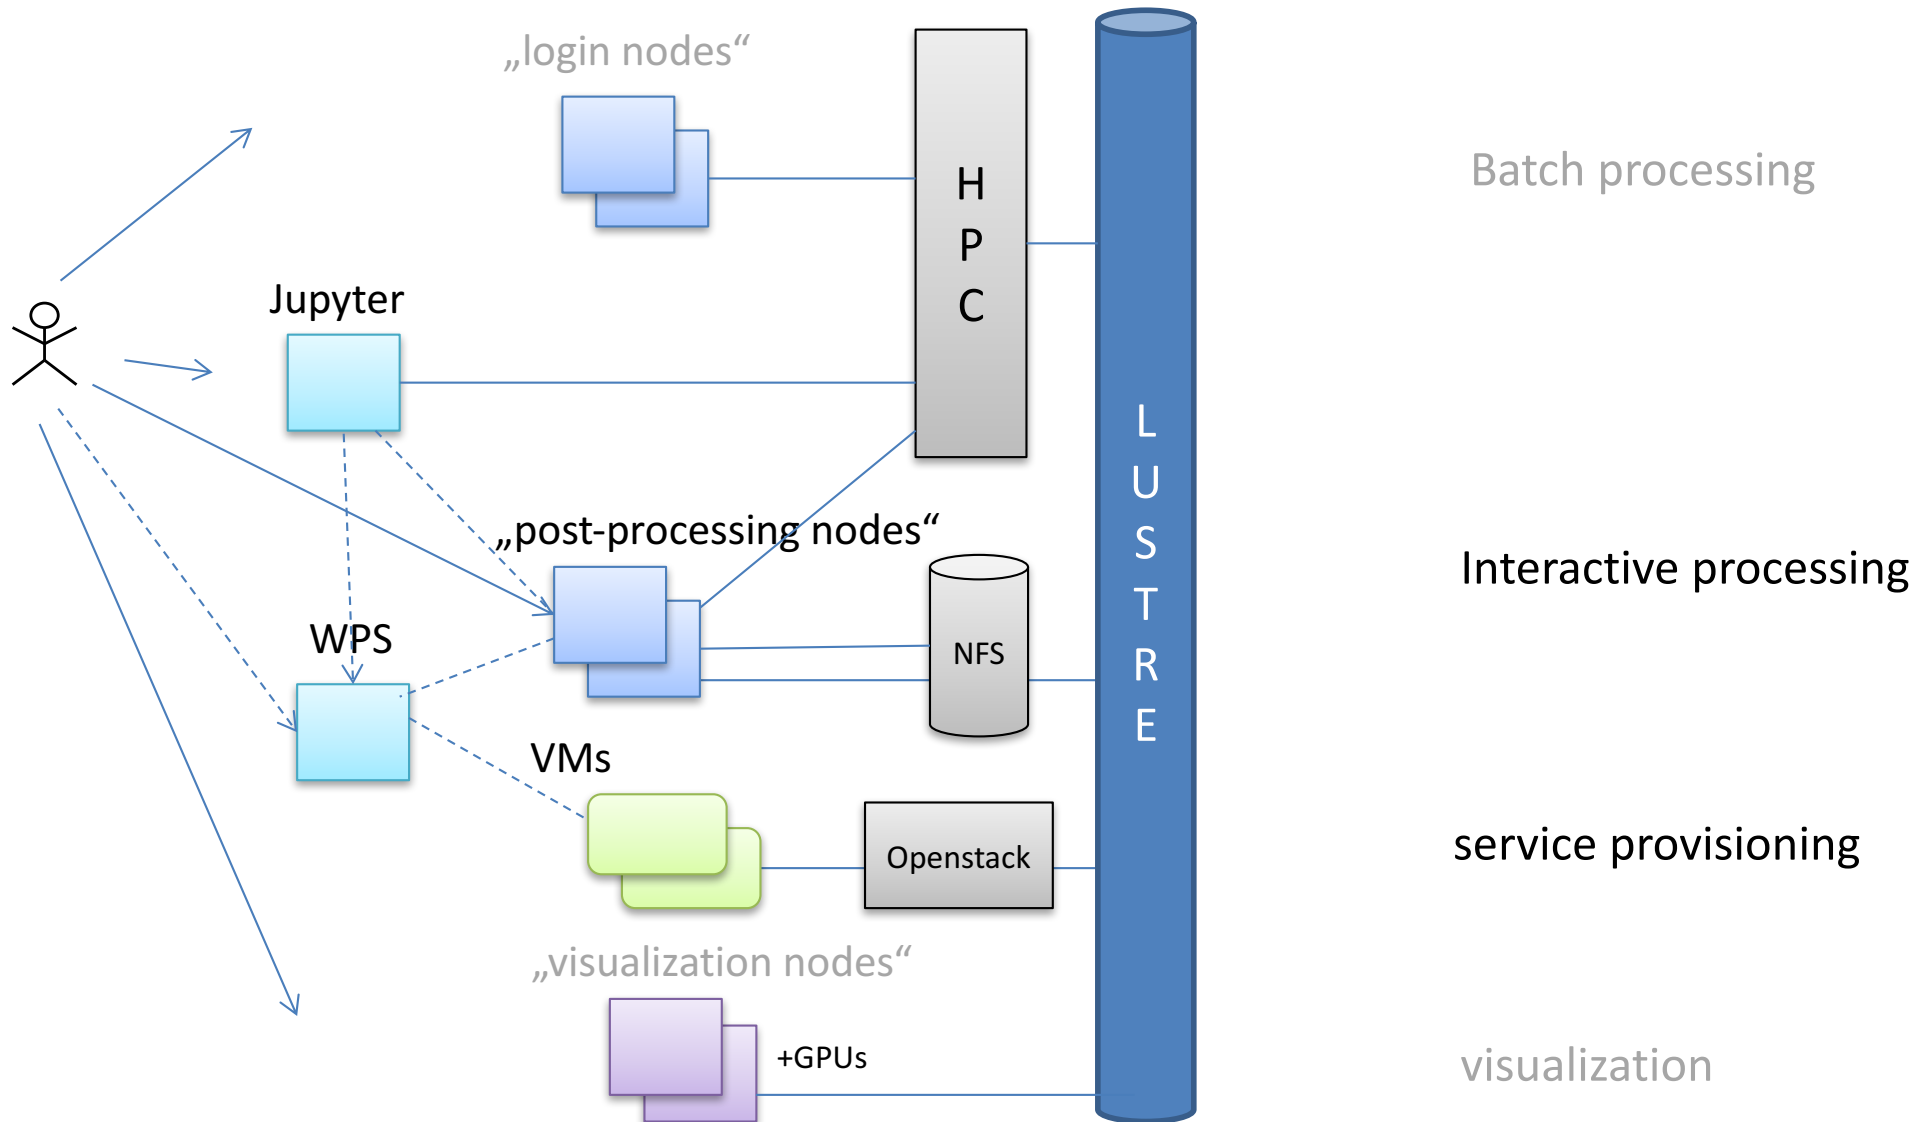 „login nodes“
H
P
C
Batch processing
Jupyter
L
U
S
T
R
E
„post-processing nodes“
Interactive processing
WPS
NFS
VMs
Openstack
service provisioning
„visualization nodes“
+GPUs
visualization